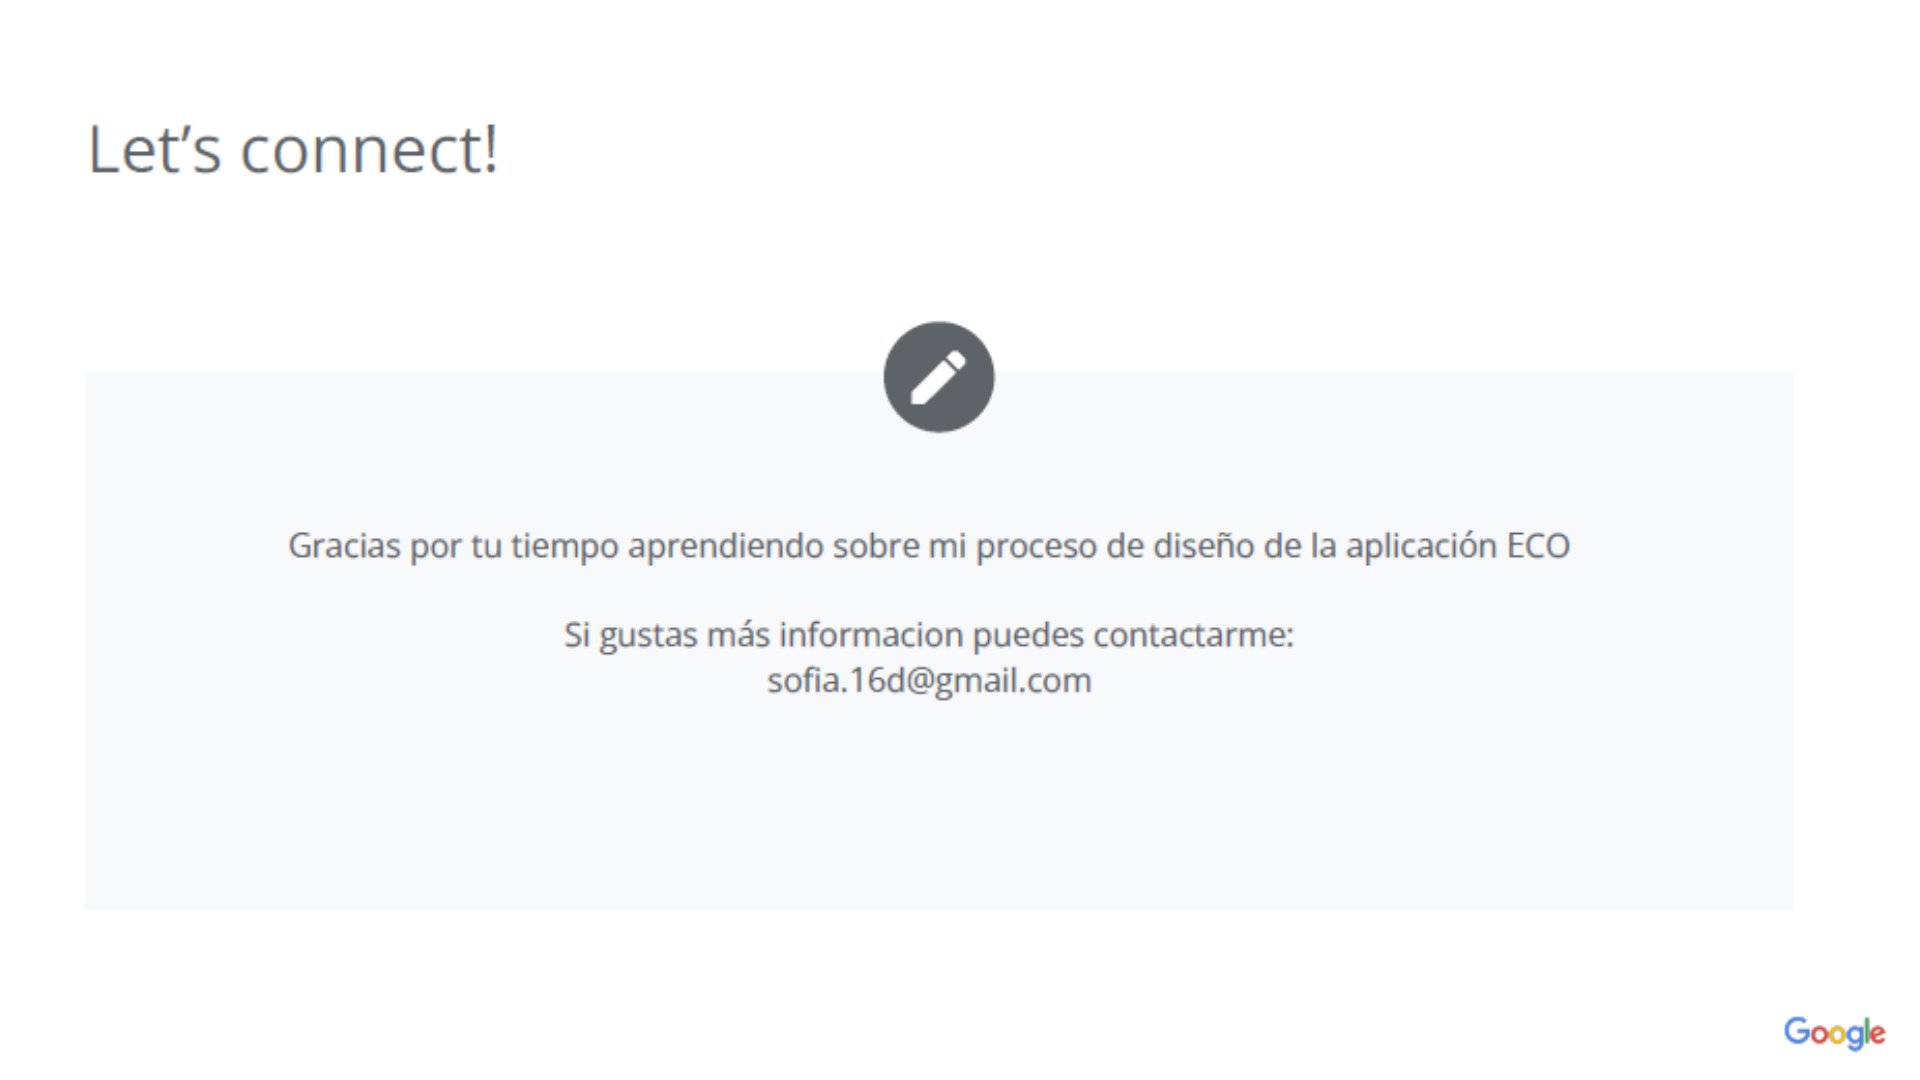 Let’s connect!
Gracias por tu tiempo aprendiendo sobre mi proceso de diseño de la aplicación ECO
Si gustas más informacion puedes contactarme:
sofia.16d@gmail.com
Google